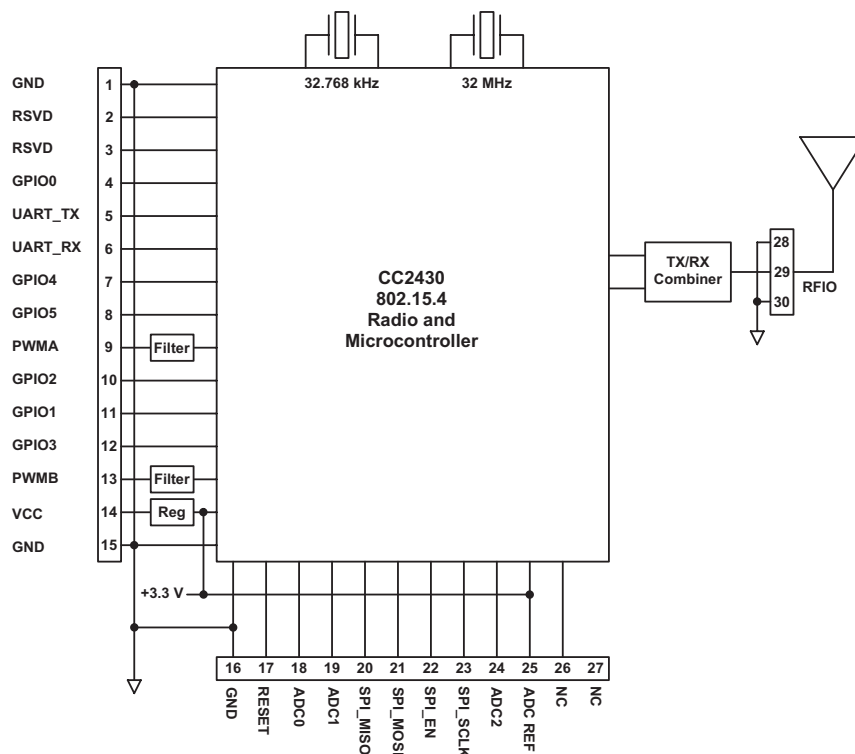 32.768 kHz
32 MHz
GND 1
RSVD 2
RSVD 3
GPIO0 4
UART_TX 5
UART_RX 6
GPIO4 7
GPIO5 8
PWMA 9 Filter
GPIO2 10
GPIO1 11
GPIO3 12
PWMB 13 Filter
VCC 14 Reg
GND 15
CC2430
802.15.4
Radio and
Microcontroller
TX/RX
Combiner
28
29
30
RFIO
+3.3 V
16 17 18 19 20 21 22 23 24 25 26 27
GND
RESET
ADC0
ADC1
SPI_MISO
SPI_MOSI
SPI_EN
SPI_SCLK
ADC2
ADC REF
NC
NC